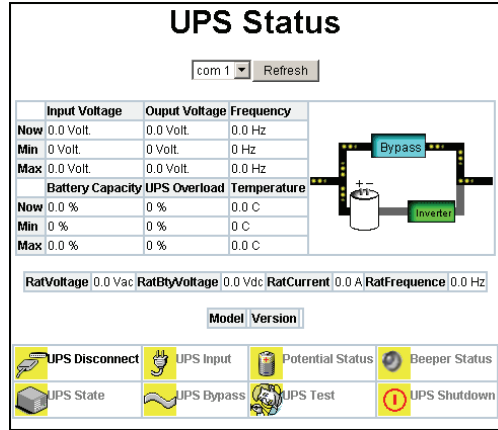 UPS Status
com 1 Refresh
Input Voltage Ouput Voltage Frequency
Now 0.0 Volt. 0.0 Volt. 0.0 Hz
Min 0 Volt. 0 Volt. 0 Hz
Max 0.0 Volt. 0.0 Volt. 0.0 Hz
Battery Capacity UPS Overload Temperature
Now 0.0 % 0 % 0.0 C
Min 0 % 0 % 0 C
Max 0.0 % 0 % 0.0 C
Bypass
+ -
Inverter
RatVoltage 0.0 Vac RatBtyVoltage 0.0 Vdc RatCurrent 0.0 A RatFrequence 0.0 Hz
Model Version
UPS Disconnect UPS Input Potential Status Beeper Status
UPS State UPS Bypass UPS Test UPS Shutdown